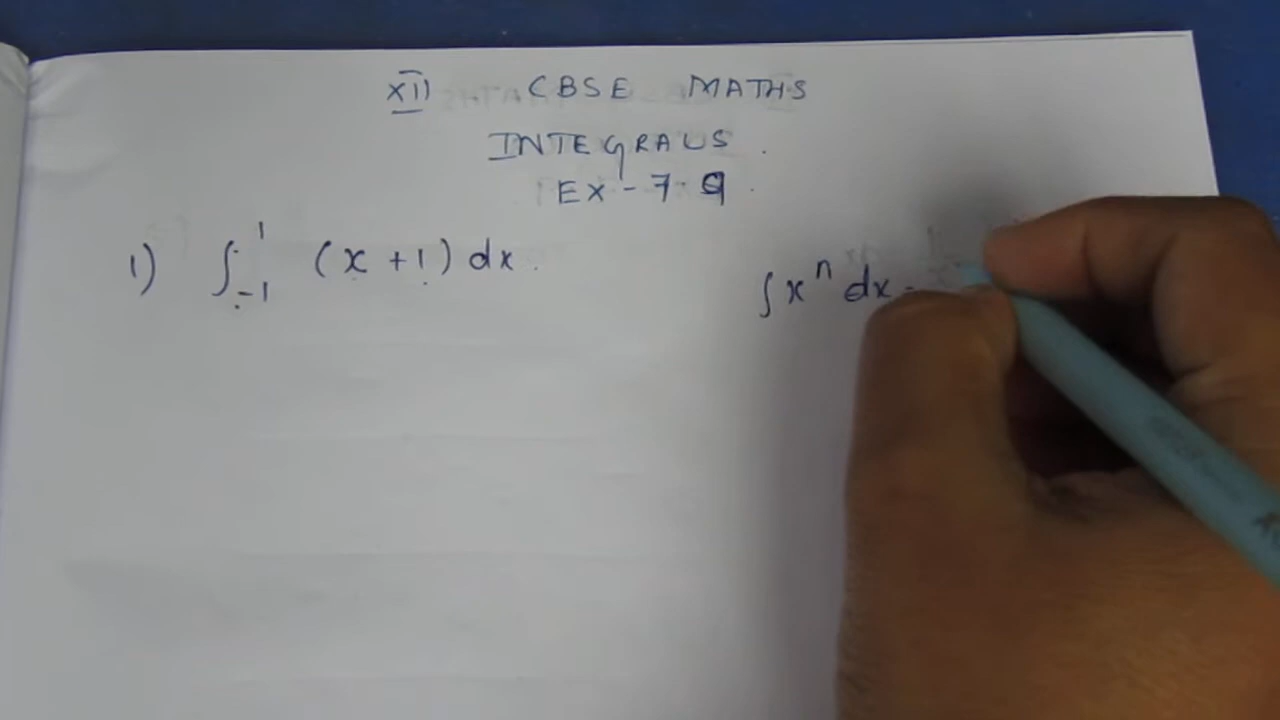 XII CBSE MATHS
INTEGRALS.
EX-7.9.
1) ∫₋₁¹ (x+1) dx.
∫xⁿ dx